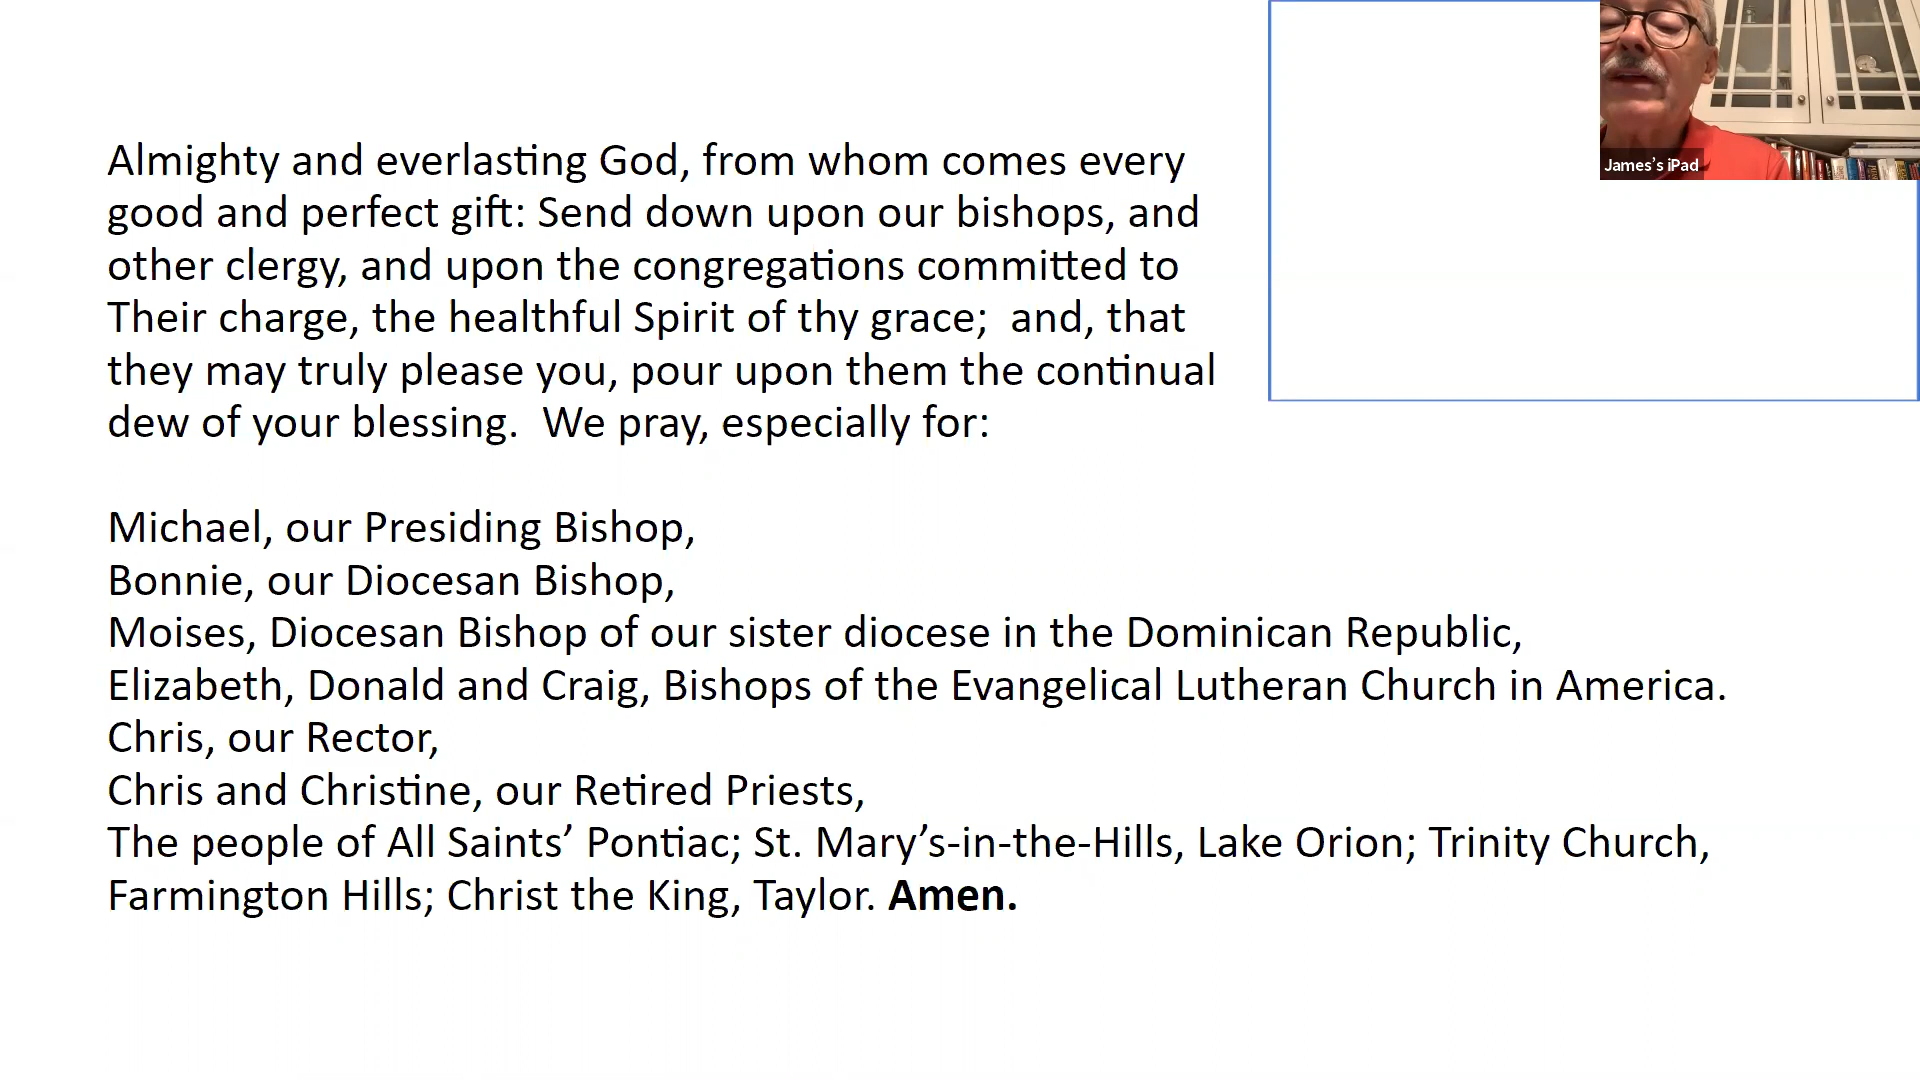 Almighty and everlasting God, from whom comes every
good and perfect gift: Send down upon our bishops, and
other clergy, and upon the congregations committed to
Their charge, the healthful Spirit of thy grace;  and, that
they may truly please you, pour upon them the continual
dew of your blessing.  We pray, especially for:
Michael, our Presiding Bishop,
Bonnie, our Diocesan Bishop,
Moises, Diocesan Bishop of our sister diocese in the Dominican Republic,
Elizabeth, Donald and Craig, Bishops of the Evangelical Lutheran Church in America.
Chris, our Rector,
Chris and Christine, our Retired Priests,
The people of All Saints’ Pontiac; St. Mary’s-in-the-Hills, Lake Orion; Trinity Church,
Farmington Hills; Christ the King, Taylor. Amen.
James’s iPad